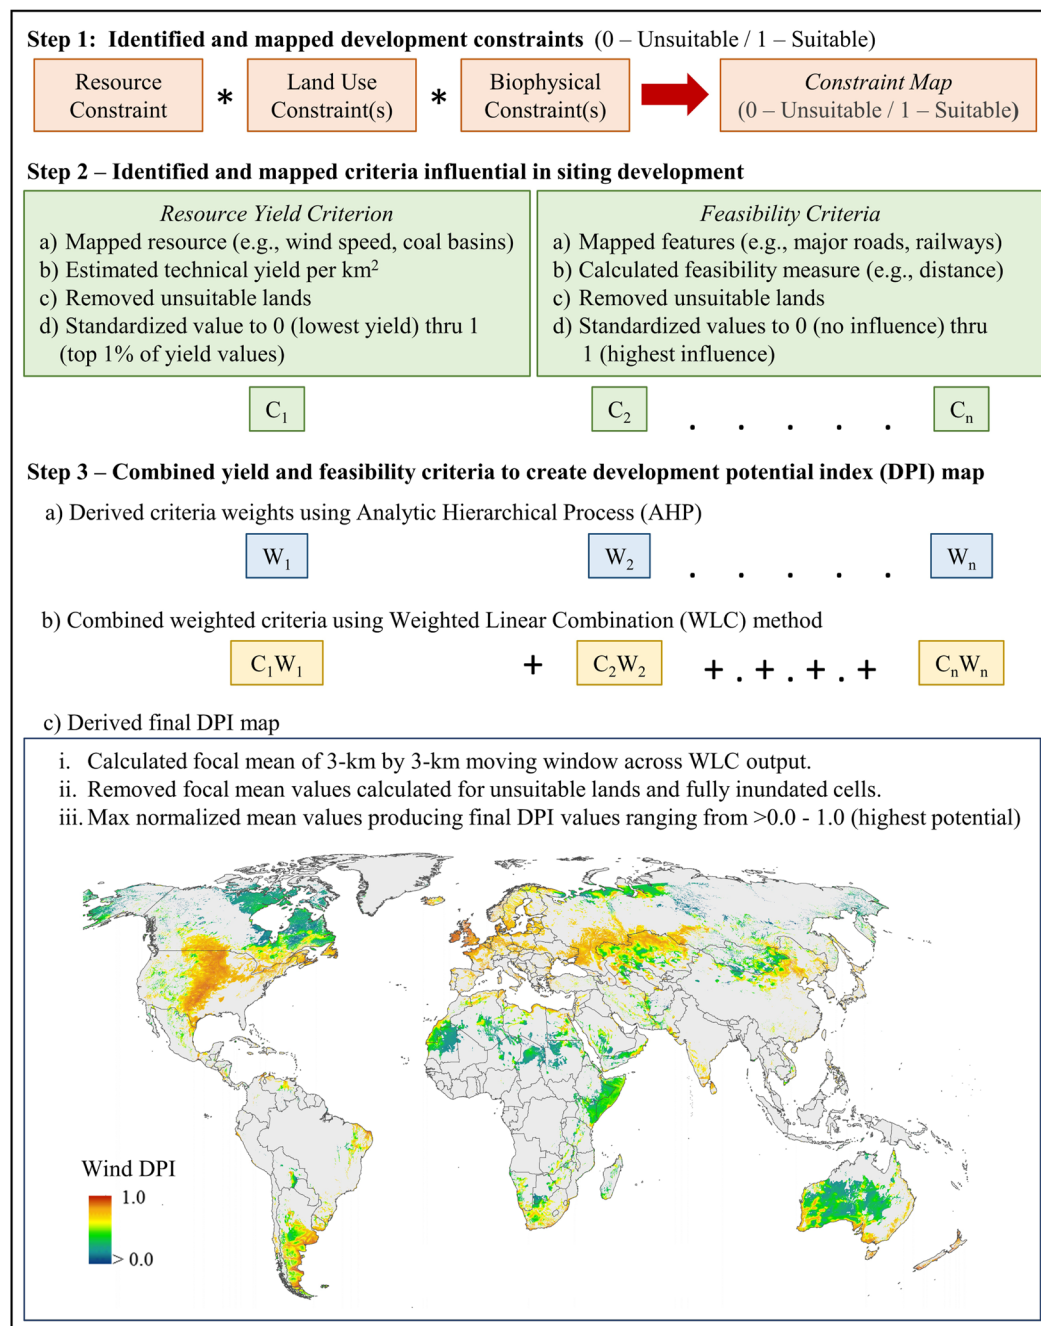 Step 1: Identified and mapped development constraints (0 – Unsuitable / 1 – Suitable)
Resource Constraint
*
Land Use Constraint(s)
*
Biophysical Constraint(s)
Constraint Map
(0 – Unsuitable / 1 – Suitable)
Step 2 – Identified and mapped criteria influential in siting development
Resource Yield Criterion
a) Mapped resource (e.g., wind speed, coal basins)
b) Estimated technical yield per km²
c) Removed unsuitable lands
d) Standardized value to 0 (lowest yield) thru 1
(top 1% of yield values)
Feasibility Criteria
a) Mapped features (e.g., major roads, railways)
b) Calculated feasibility measure (e.g., distance)
c) Removed unsuitable lands
d) Standardized values to 0 (no influence) thru
1 (highest influence)
C₁ C₂ . . . . . Cₙ
Step 3 – Combined yield and feasibility criteria to create development potential index (DPI) map
a) Derived criteria weights using Analytic Hierarchical Process (AHP)
W₁ W₂ . . . . . Wₙ
b) Combined weighted criteria using Weighted Linear Combination (WLC) method
C₁W₁ + C₂W₂ + . + . + . + CₙWₙ
c) Derived final DPI map
i. Calculated focal mean of 3-km by 3-km moving window across WLC output.
ii. Removed focal mean values calculated for unsuitable lands and fully inundated cells.
iii. Max normalized mean values producing final DPI values ranging from >0.0 - 1.0 (highest potential)
Wind DPI
1.0
> 0.0